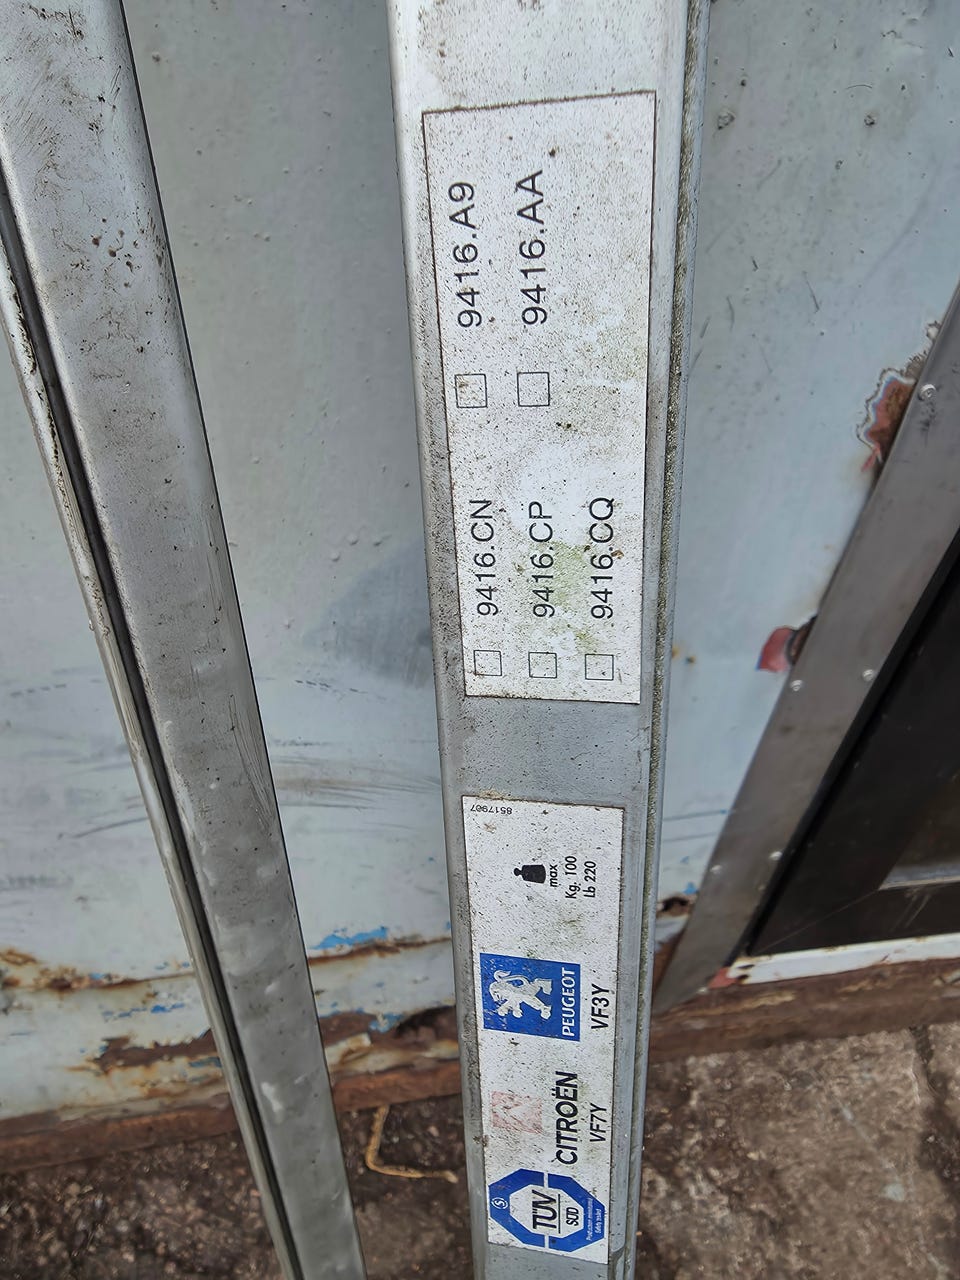 9416.CN
9416.A9
9416.CP
9416.AA
9416.CQ
TÜV
SÜD
CITROËN
VF7Y
PEUGEOT
VF3Y
max
Kg. 100
Lb 220